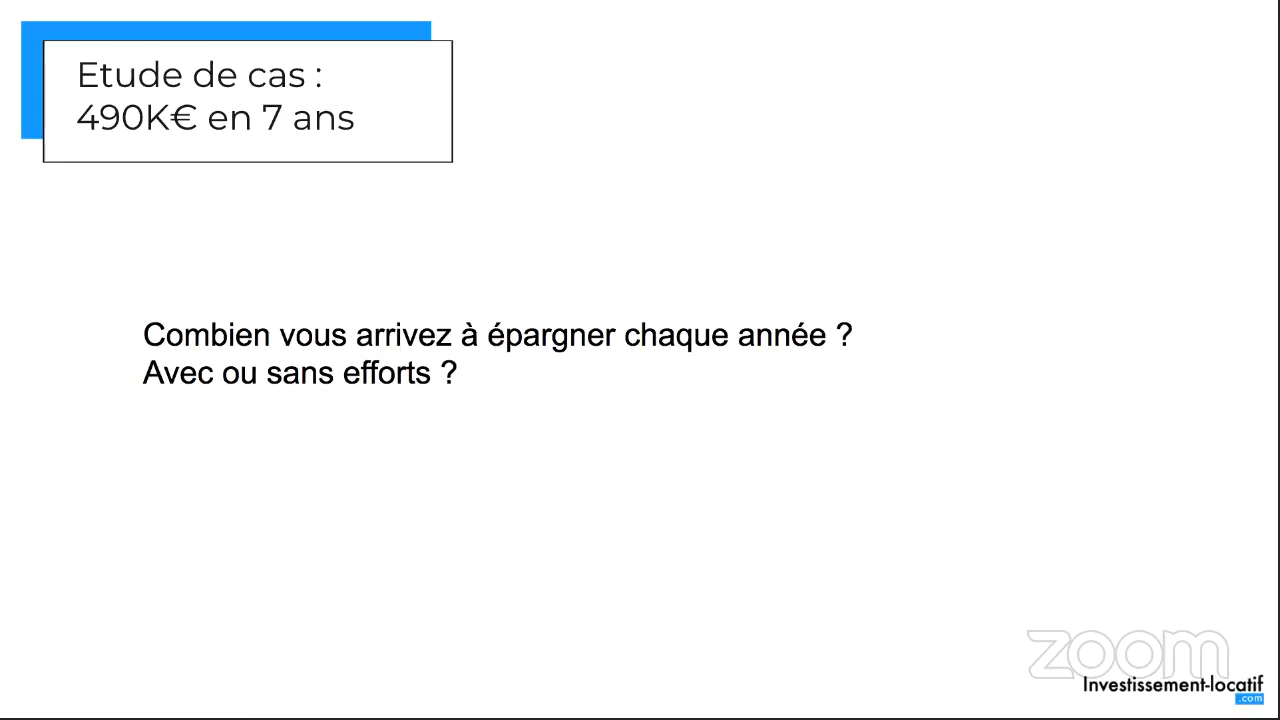 Etude de cas :
490K€ en 7 ans
Combien vous arrivez à épargner chaque année ?
Avec ou sans efforts ?
zoom
Investissement-locatif
.com